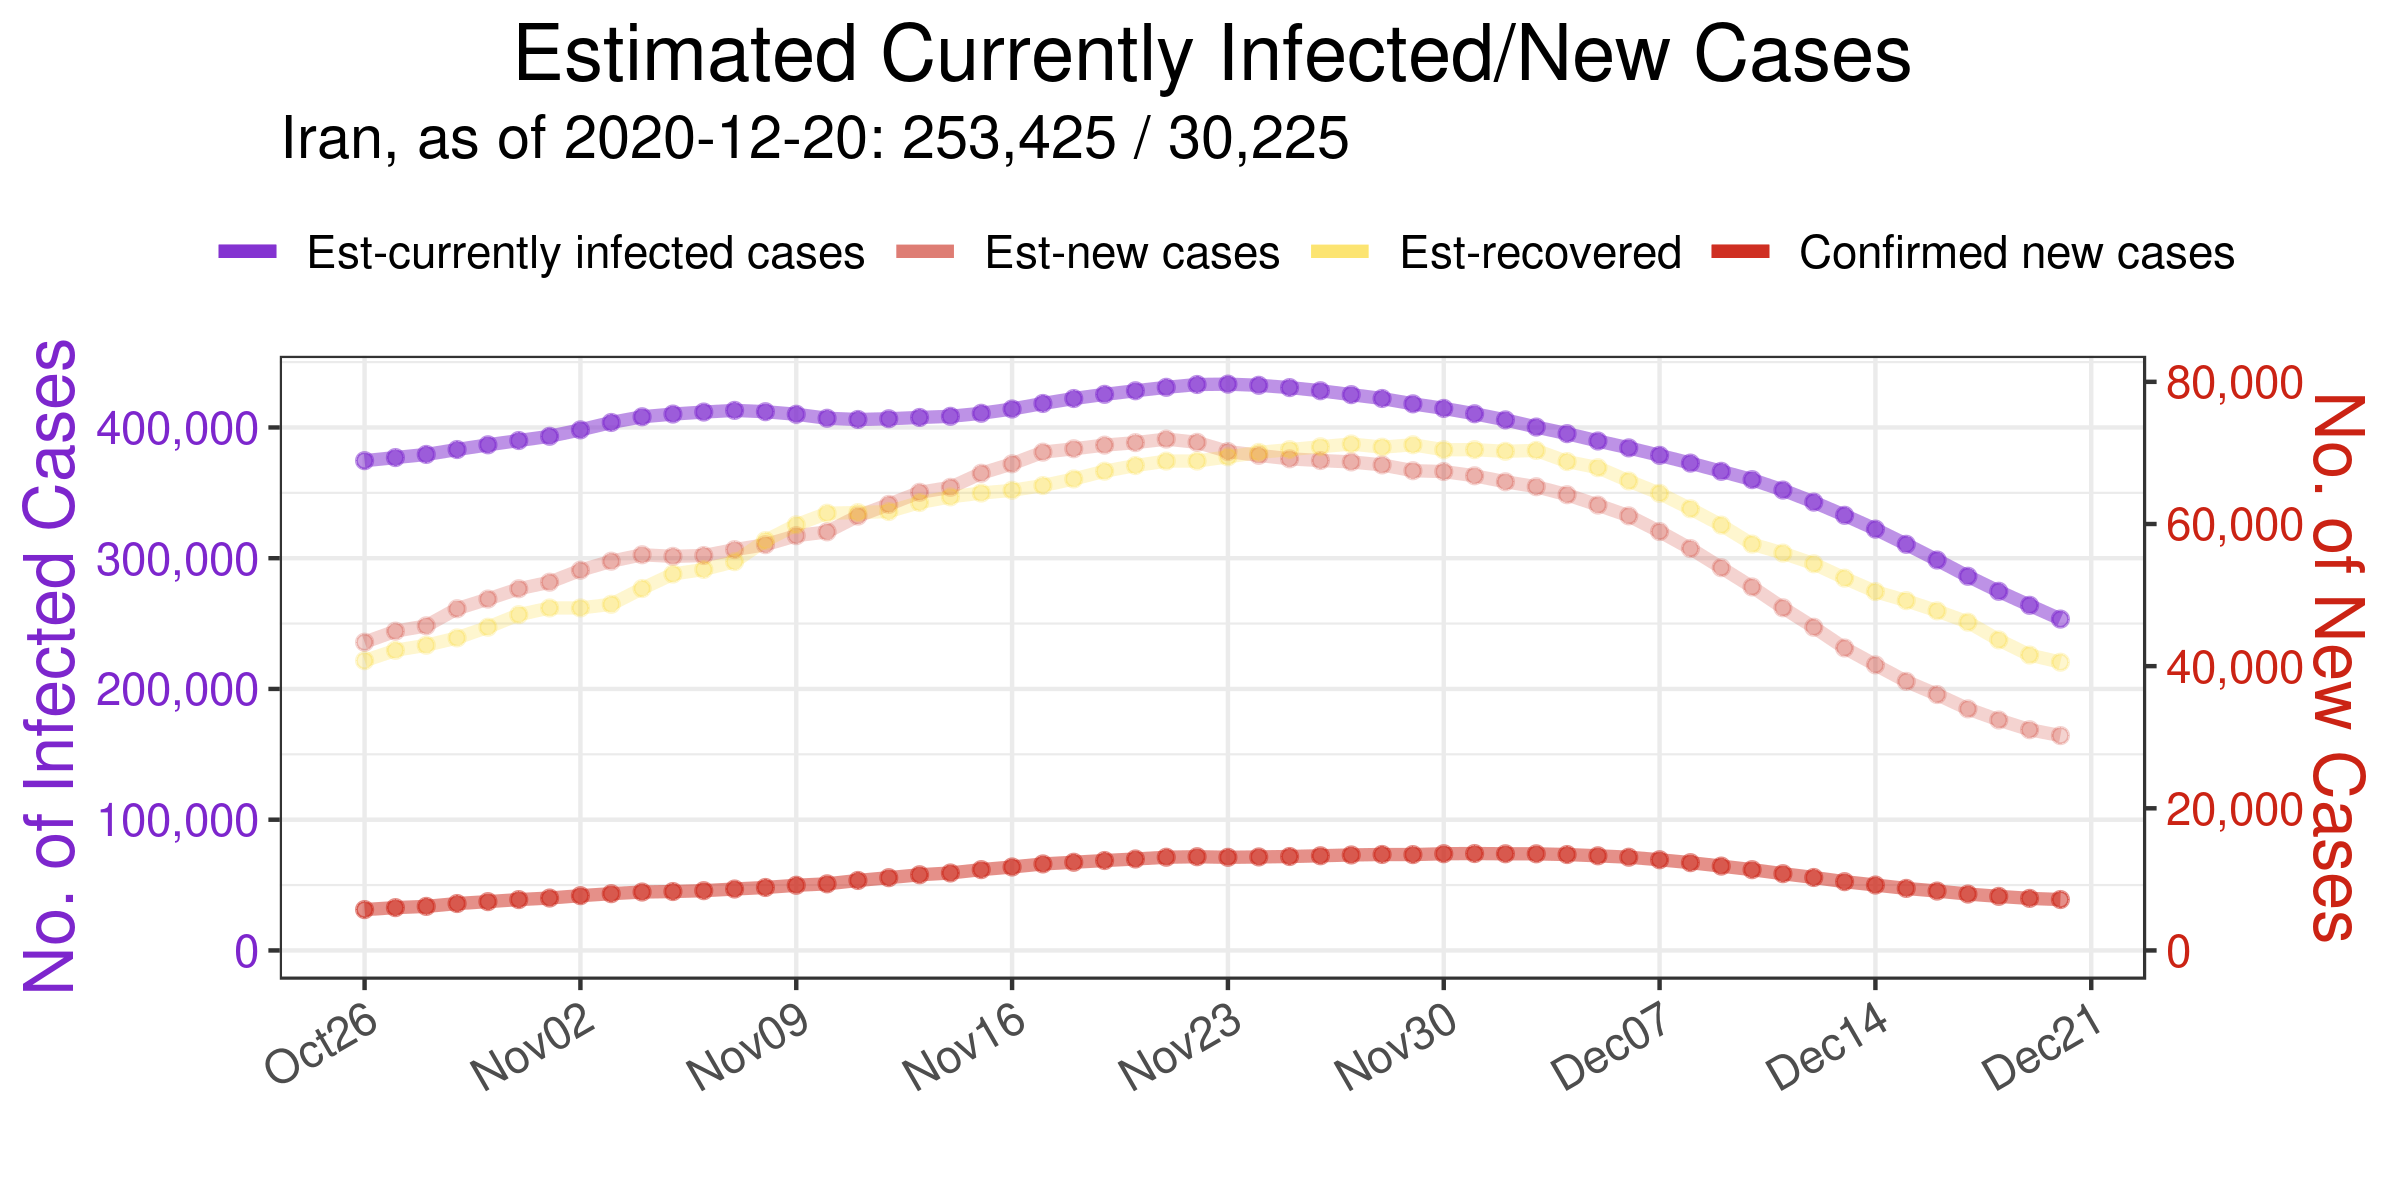 Estimated Currently Infected/New Cases
Iran, as of 2020-12-20: 253,425 / 30,225
Est-currently infected cases Est-new cases Est-recovered Confirmed new cases
No. of Infected Cases
400,000
300,000
200,000
100,000
0
80,000
60,000
40,000
20,000
0
No. of New Cases
Oct26 Nov02 Nov09 Nov16 Nov23 Nov30 Dec07 Dec14 Dec21